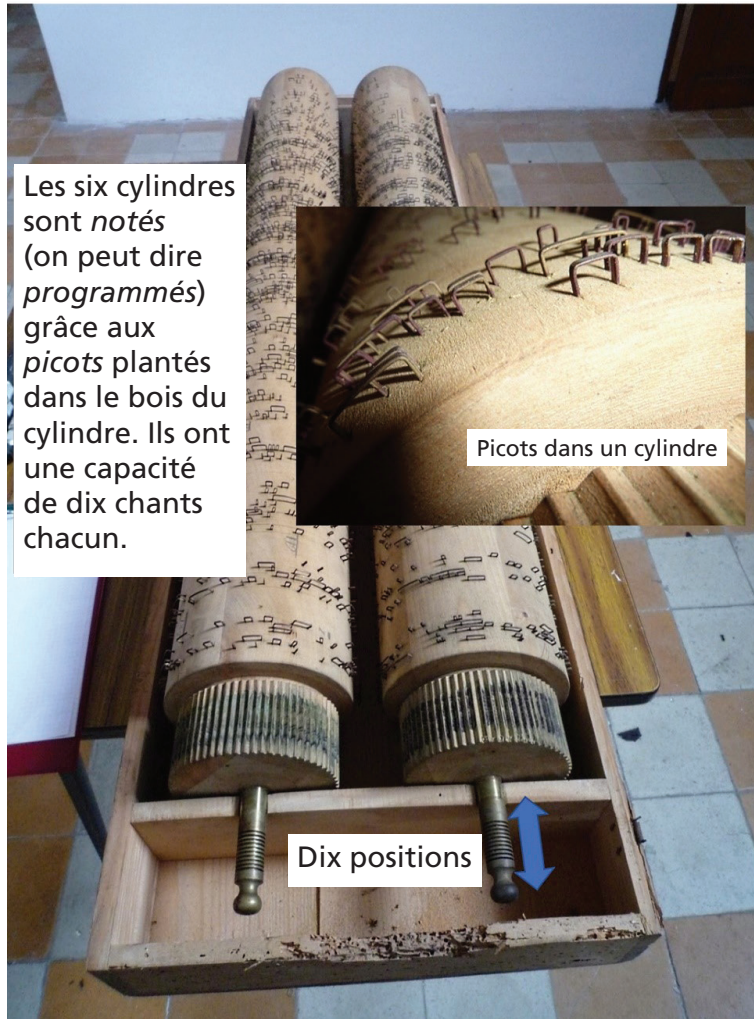 Les six cylindres
sont notés
(on peut dire
programmés)
grâce aux
picots plantés
dans le bois du
cylindre. Ils ont
une capacité
de dix chants
chacun.
Picots dans un cylindre
Dix positions